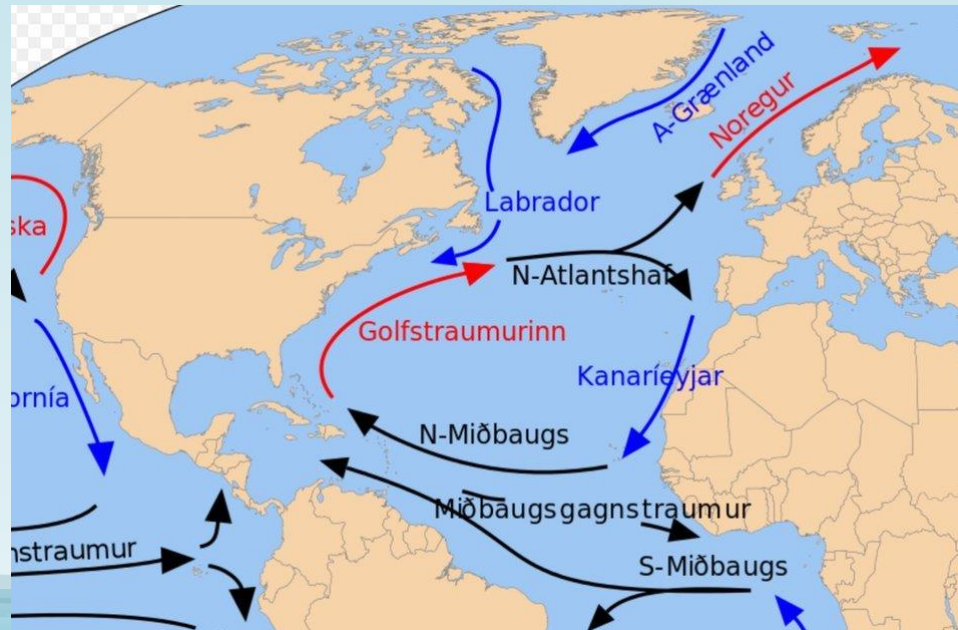 A-Grænland
Noregur
Labrador
ska
N-Atlantshaf
Golfstraumurinn
Kanaríeyjar
ornía
N-Miðbaugs
Miðbaugsgagnstraumur
nstraumur
S-Miðbaugs